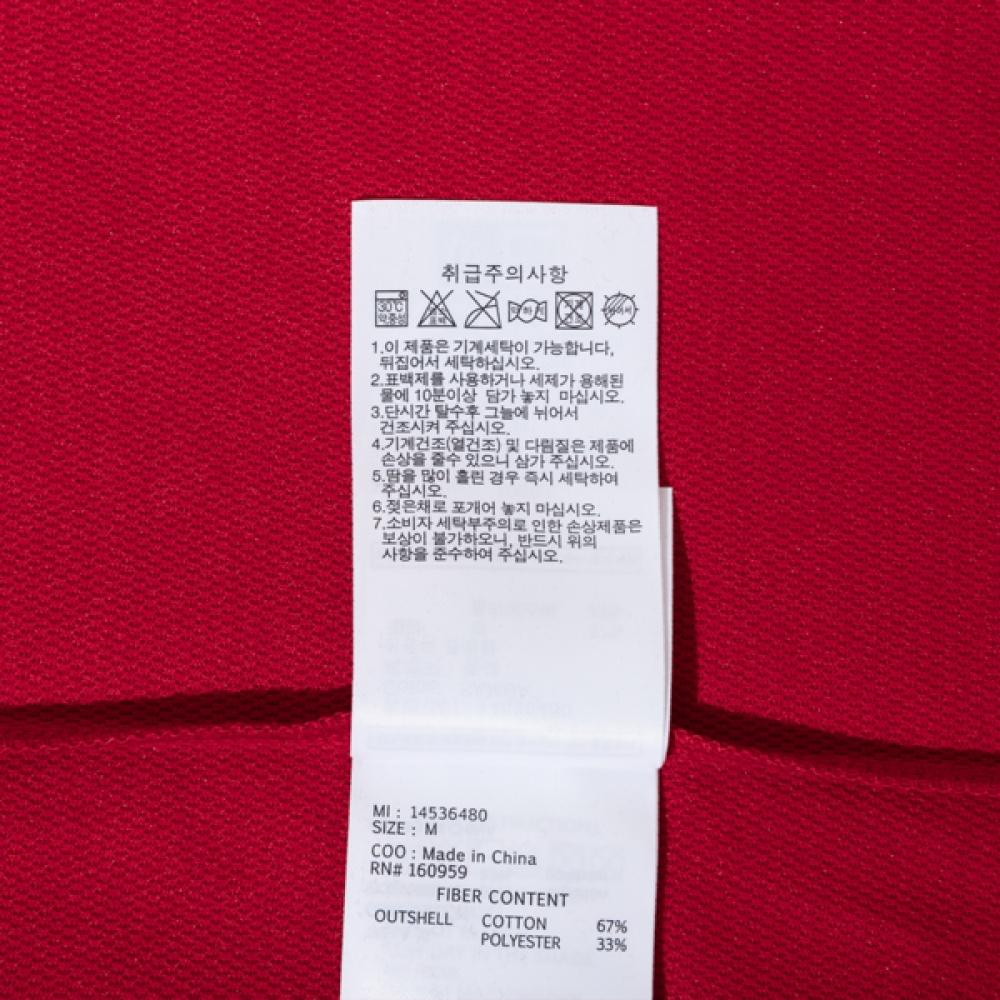 취급주의사항
30℃
약중성
약하게
1.이 제품은 기계세탁이 가능합니다,
뒤집어서 세탁하십시오.
2.표백제를 사용하거나 세제가 용해된
물에 10분이상 담가 놓지 마십시오.
3.단시간 탈수후 그늘에 뉘어서
건조시켜 주십시오.
4.기계건조(열건조) 및 다림질은 제품에
손상을 줄수 있으니 삼가 주십시오.
5.땀을 많이 흘린 경우 즉시 세탁하여
주십시오.
6.젖은채로 포개어 놓지 마십시오.
7.소비자 세탁부주의로 인한 손상제품은
보상이 불가하오니, 반드시 위의
사항을 준수하여 주십시오.
MI : 14536480
SIZE : M
COO : Made in China
RN# 160959
FIBER CONTENT
OUTSHELL COTTON 67%
POLYESTER 33%